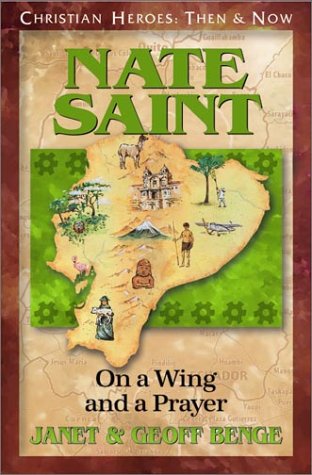 CHRISTIAN HEROES: THEN & NOW
NATE
SAINT
On a Wing
and a Prayer
JANET & GEOFF BENGE